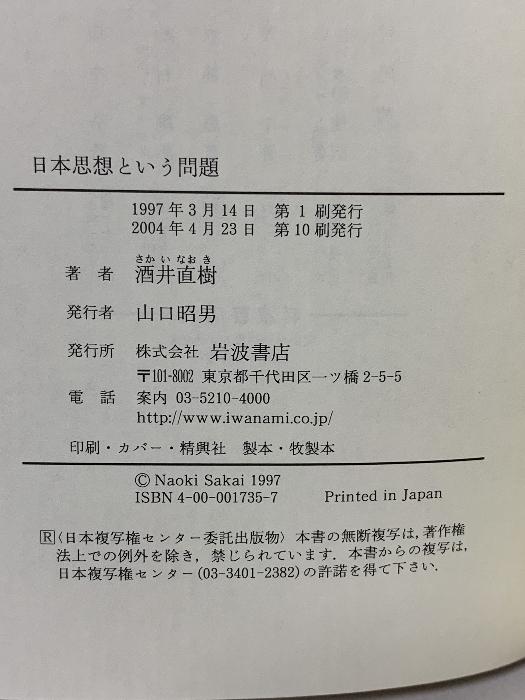 日本思想という問題
1997年3月14日　第1刷発行
2004年4月23日　第10刷発行
さかい なおき
著　者　酒井直樹
発行者　山口昭男
発行所　株式会社 岩波書店
〒101-8002 東京都千代田区一ツ橋2-5-5
電　話　案内 03-5210-4000
http://www.iwanami.co.jp/
印刷・カバー・精興社　製本・牧製本
© Naoki Sakai 1997
ISBN 4-00-001735-7　Printed in Japan
Ⓡ〈日本複写権センター委託出版物〉本書の無断複写は，著作権
法上での例外を除き，禁じられています．本書からの複写は，
日本複写権センター(03-3401-2382)の許諾を得て下さい．